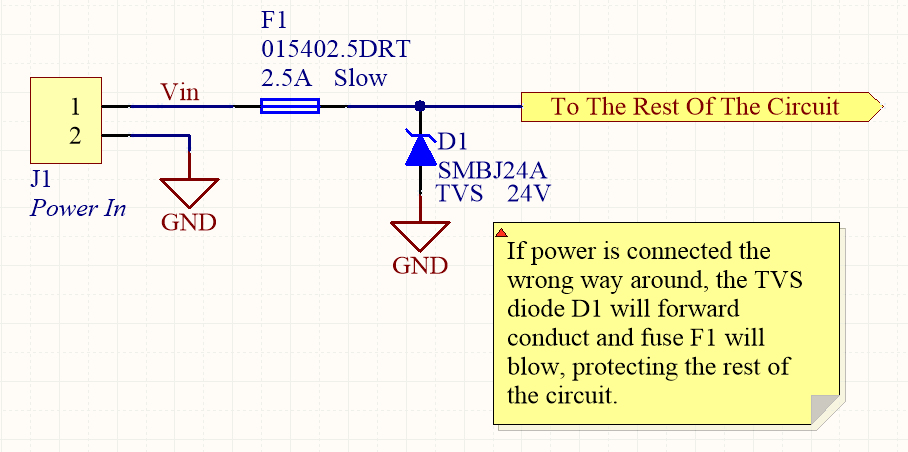 F1
015402.5DRT
2.5A Slow
Vin
1
2
To The Rest Of The Circuit
J1
Power In
GND
D1
SMBJ24A
TVS 24V
GND
If power is connected the
wrong way around, the TVS
diode D1 will forward
conduct and fuse F1 will
blow, protecting the rest of
the circuit.